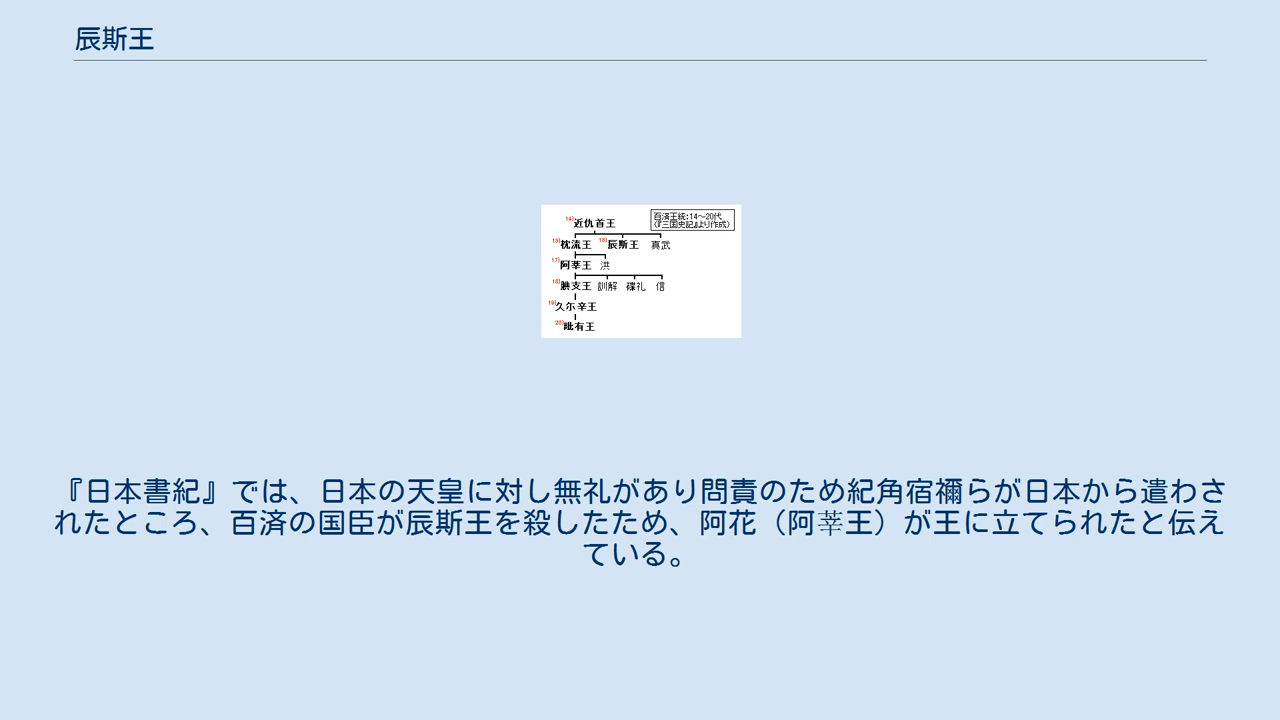 辰斯王
14)近仇首王
百済王統:14～20代
(『三国史記』より作成)
15)枕流王 16)辰斯王 真武
17)阿莘王 洪
18)腆支王 訓解 碟礼 信
19)久尓辛王
20)毗有王
『日本書紀』では、日本の天皇に対し無礼があり問責のため紀角宿禰らが日本から遣わさ
れたところ、百済の国臣が辰斯王を殺したため、阿花（阿莘王）が王に立てられたと伝え
ている。